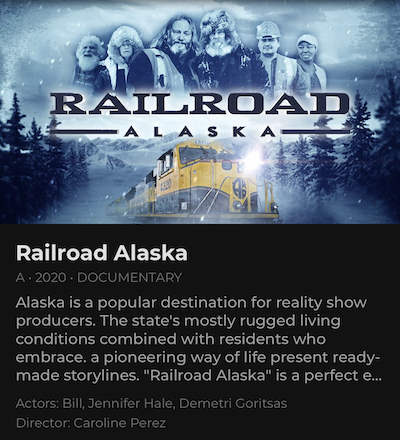 RAILROAD
ALASKA
4320
Railroad Alaska
A • 2020 • DOCUMENTARY
Alaska is a popular destination for reality show
producers. The state's mostly rugged living
conditions combined with residents who
embrace. a pioneering way of life present ready-
made storylines. "Railroad Alaska" is a perfect e...
Actors: Bill, Jennifer Hale, Demetri Goritsas
Director: Caroline Perez